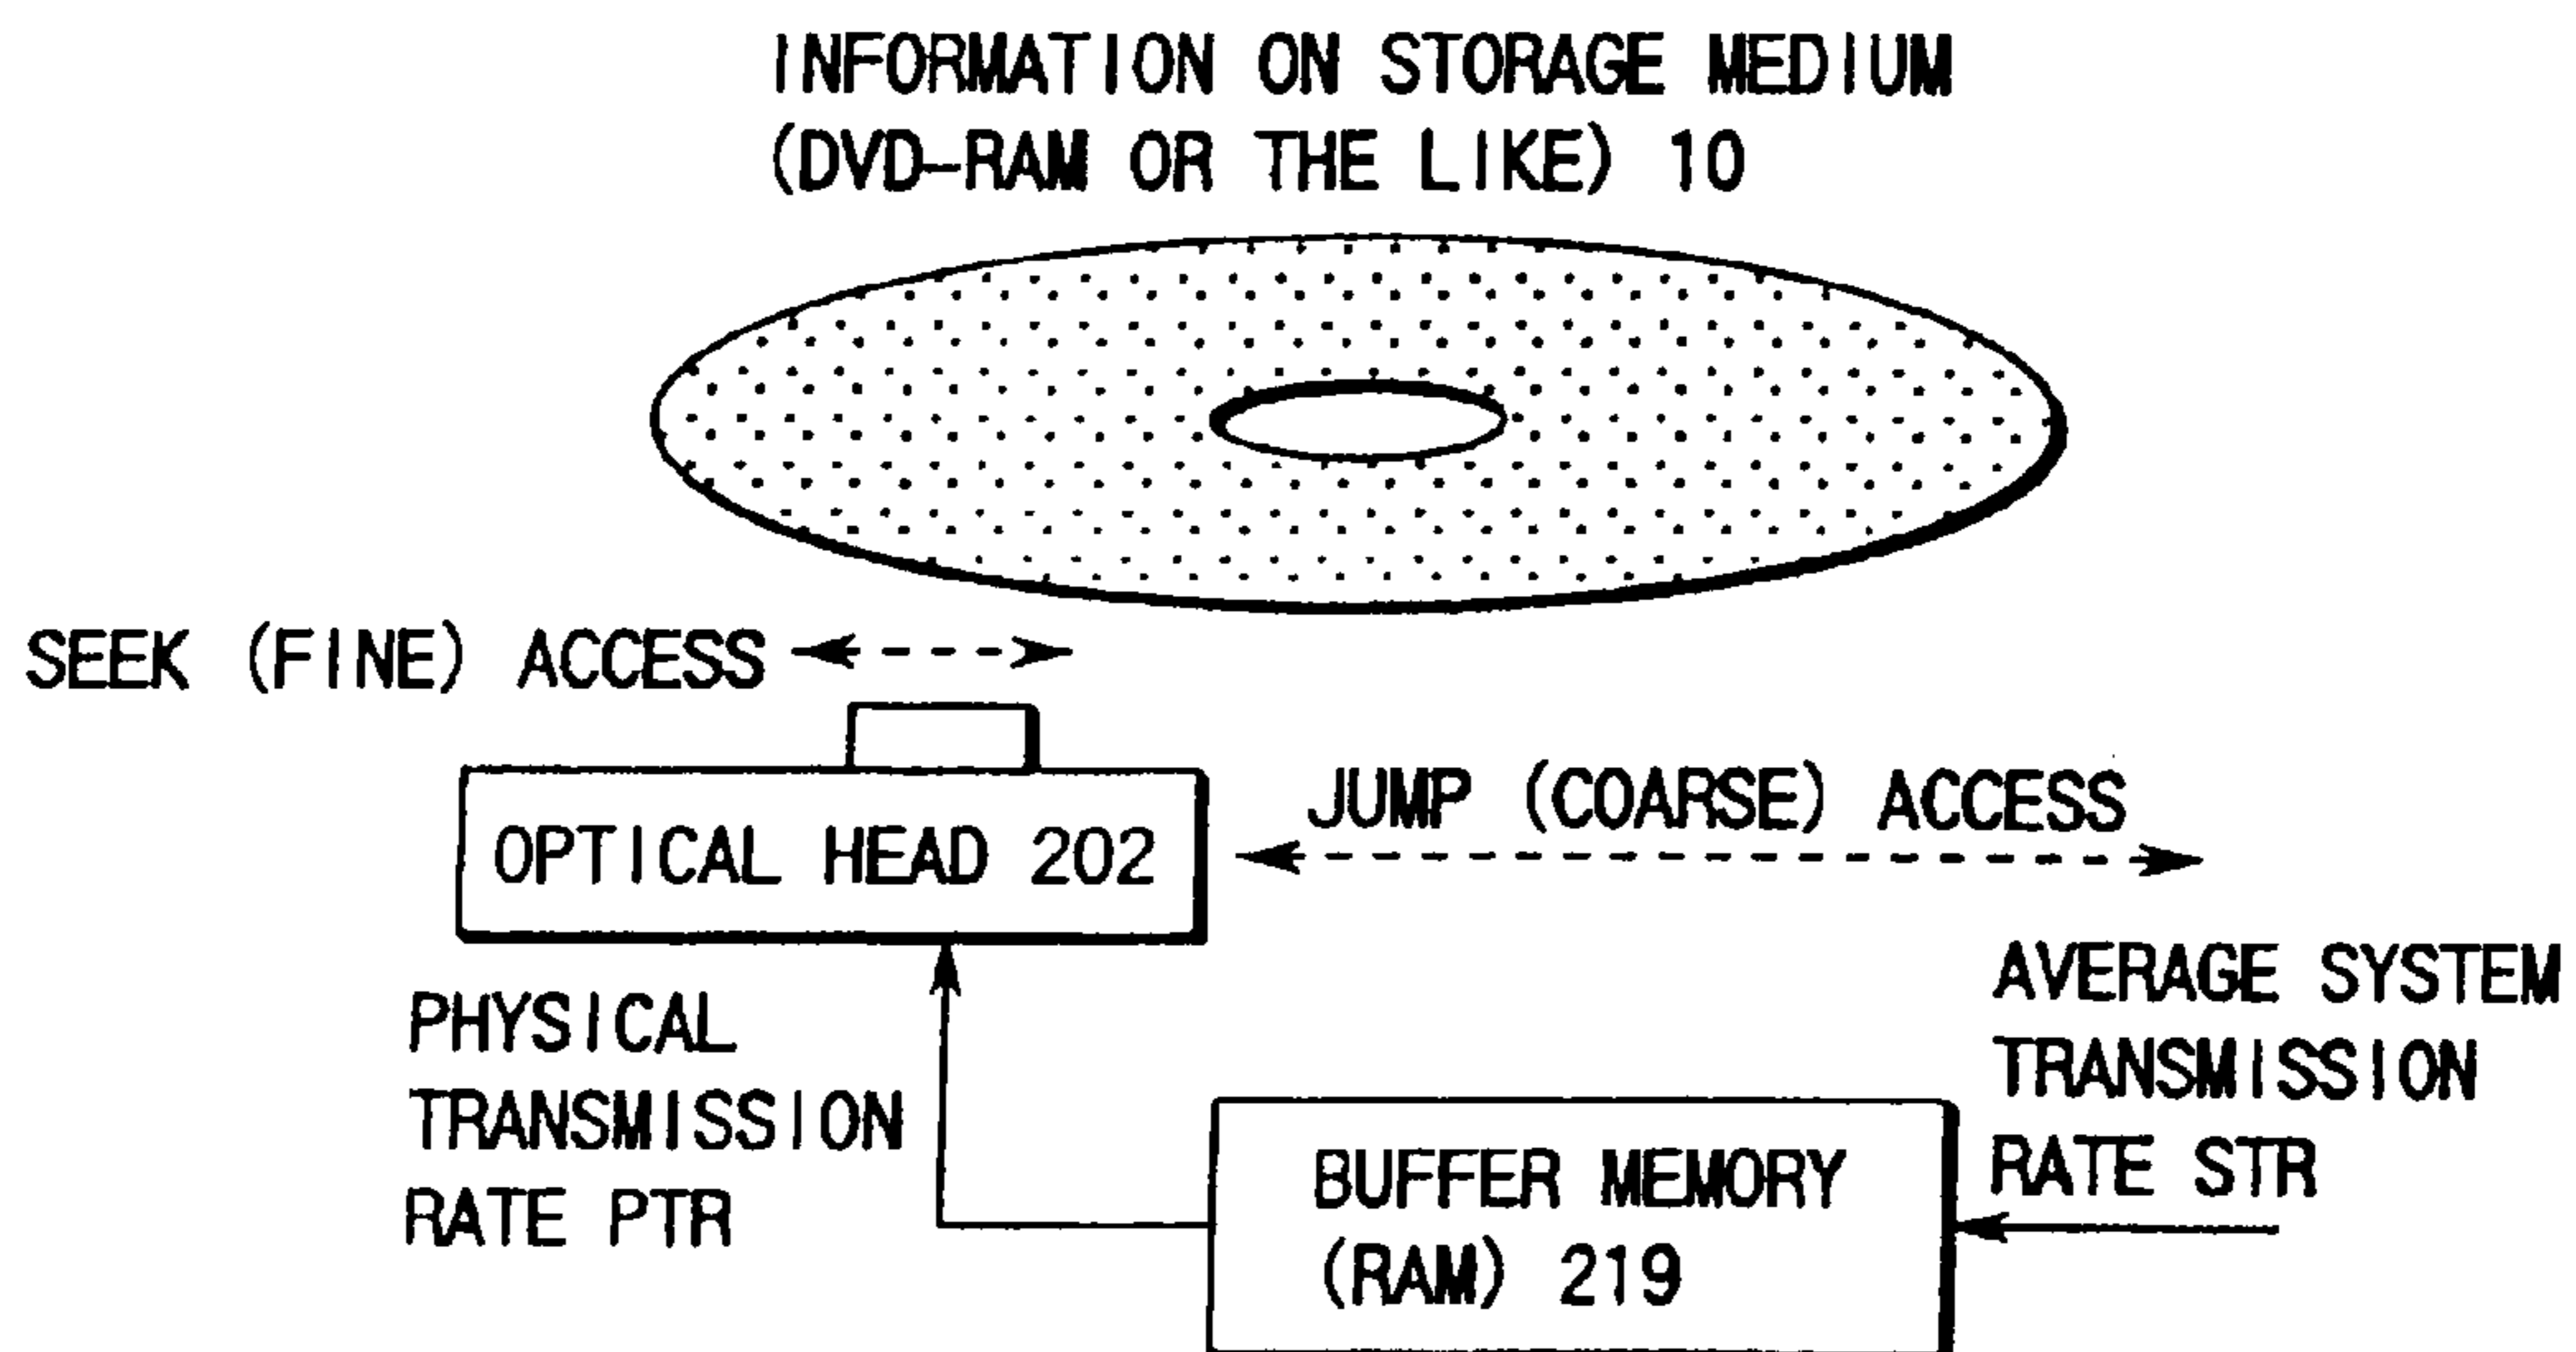 INFORMATION ON STORAGE MEDIUM
(DVD-RAM OR THE LIKE) 10
SEEK (FINE) ACCESS
OPTICAL HEAD 202
JUMP (COARSE) ACCESS
PHYSICAL
TRANSMISSION
RATE PTR
BUFFER MEMORY
(RAM) 219
AVERAGE SYSTEM
TRANSMISSION
RATE STR